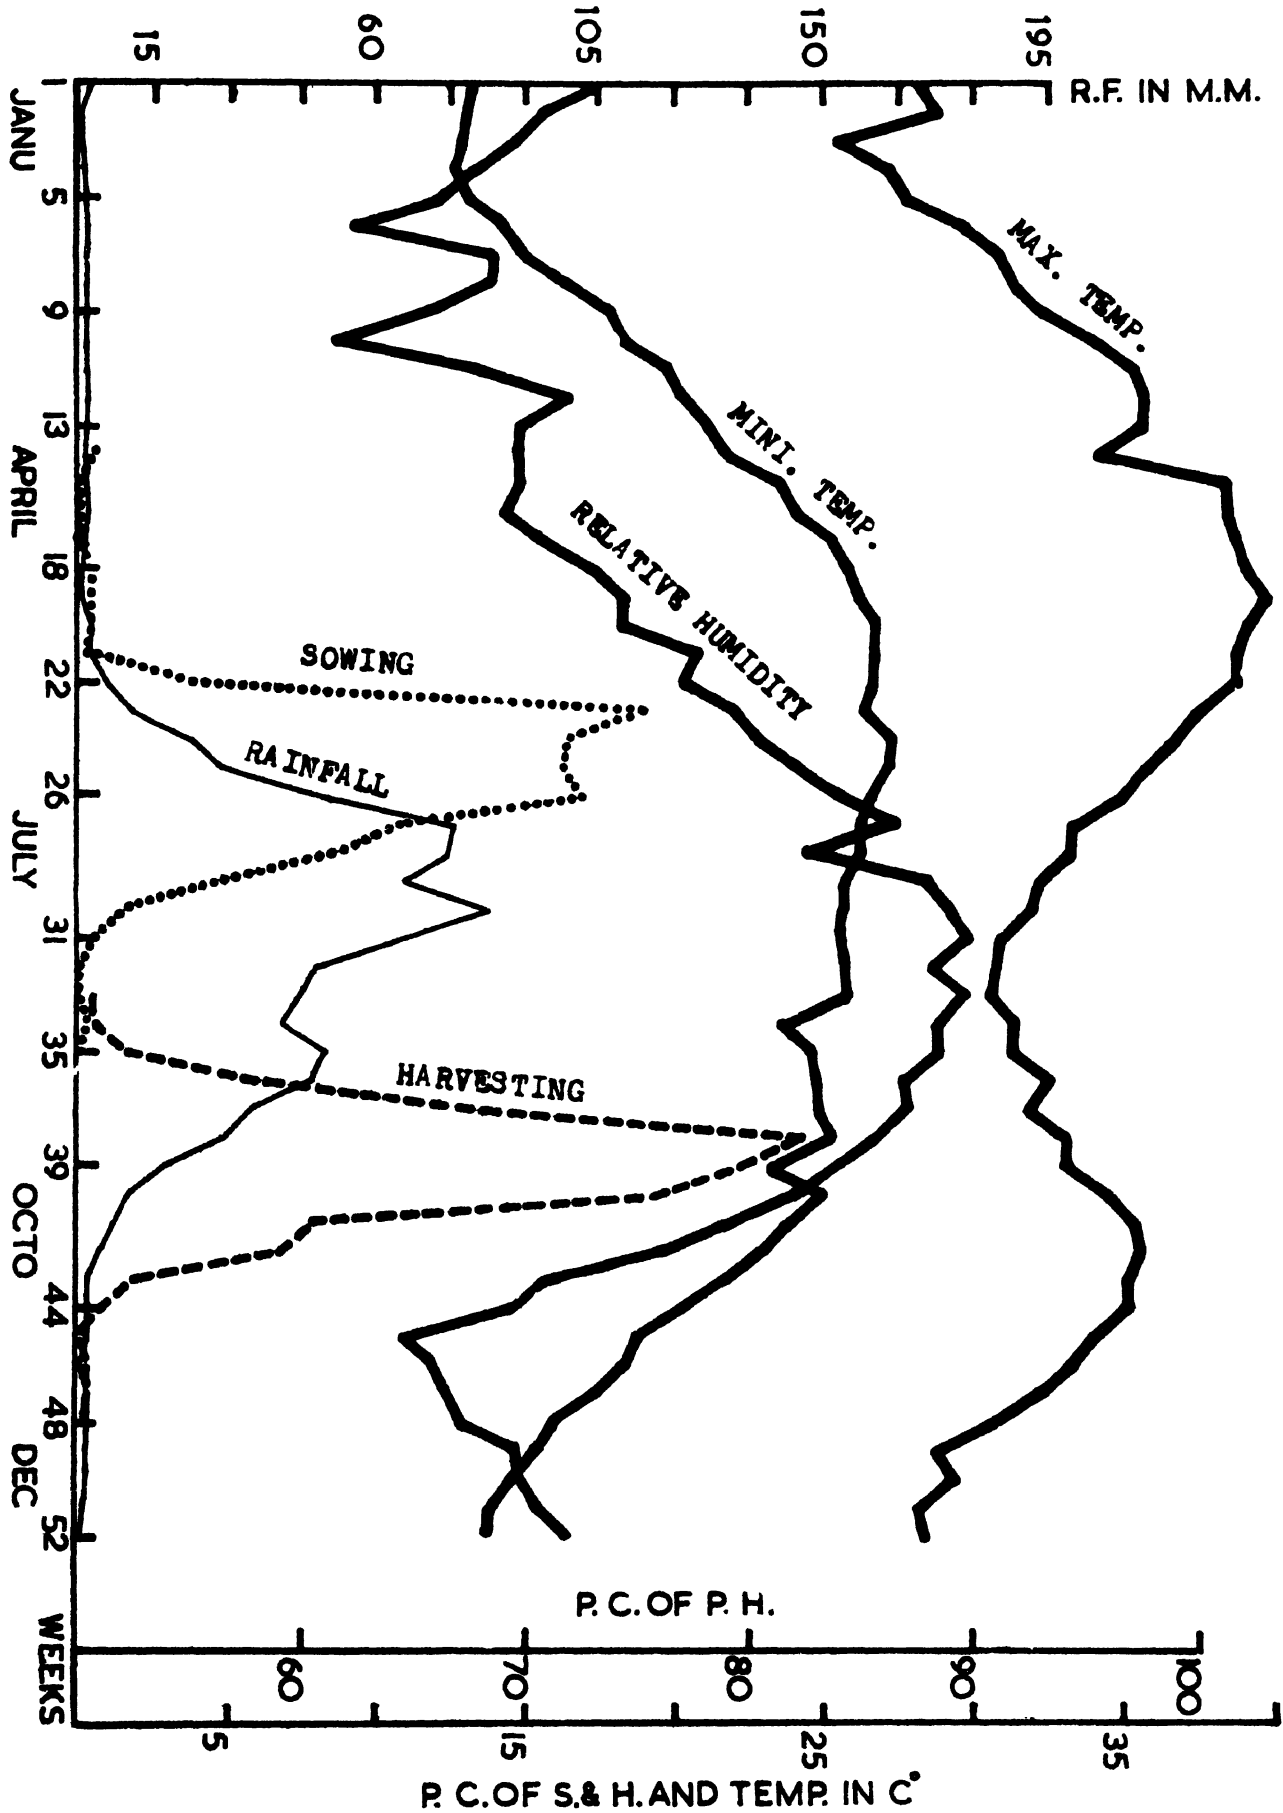 R.F. IN M.M.
195
150
105
60
15
MAX. TEMP.
MINI. TEMP.
RELATIVE HUMIDITY
SOWING
RAINFALL
HARVESTING
P.C. OF P. H.
100
90
80
70
60
35
25
15
5
P. C. OF S.& H. AND TEMP. IN C°
1 5 9 13 18 22 26 31 35 39 44 48 52 WEEKS
JANU APRIL JULY OCTO DEC